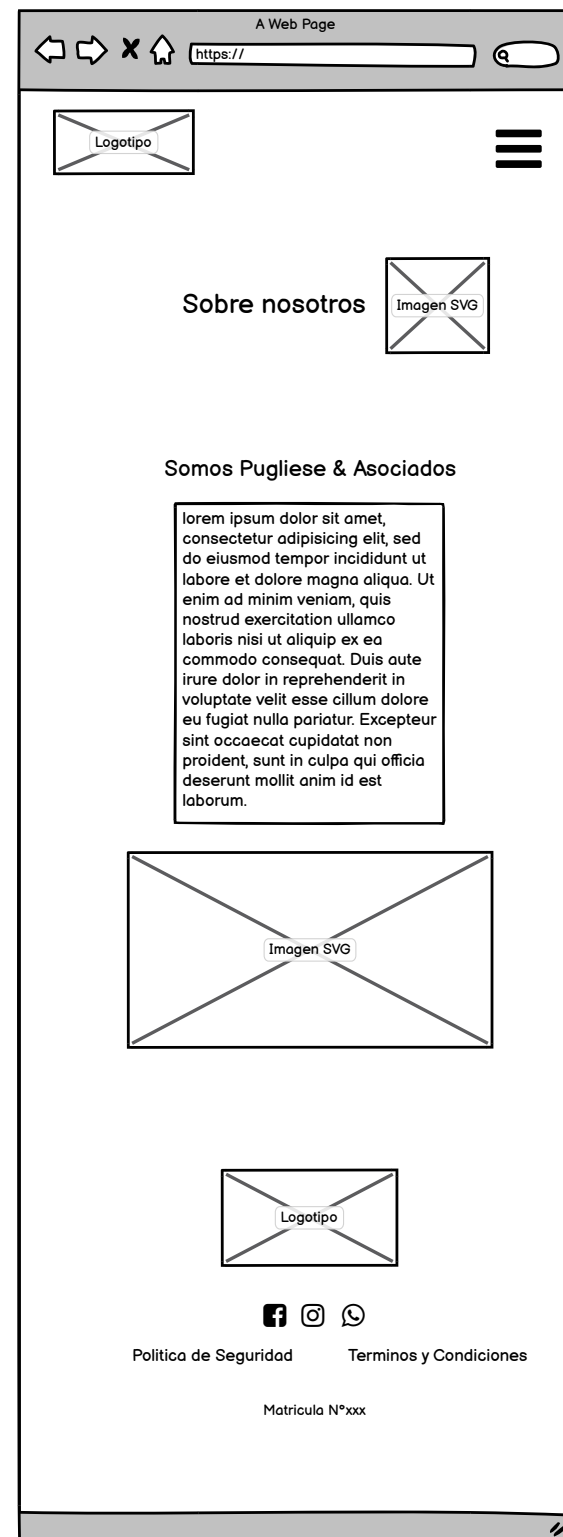 A Web Page
https://
Logotipo
Sobre nosotros
Imagen SVG
Somos Pugliese & Asociados
lorem ipsum dolor sit amet,
consectetur adipisicing elit, sed
do eiusmod tempor incididunt ut
labore et dolore magna aliqua. Ut
enim ad minim veniam, quis
nostrud exercitation ullamco
laboris nisi ut aliquip ex ea
commodo consequat. Duis aute
irure dolor in reprehenderit in
voluptate velit esse cillum dolore
eu fugiat nulla pariatur. Excepteur
sint occaecat cupidatat non
proident, sunt in culpa qui officia
deserunt mollit anim id est
laborum.
Imagen SVG
Logotipo
Politica de Seguridad
Terminos y Condiciones
Matricula N°xxx